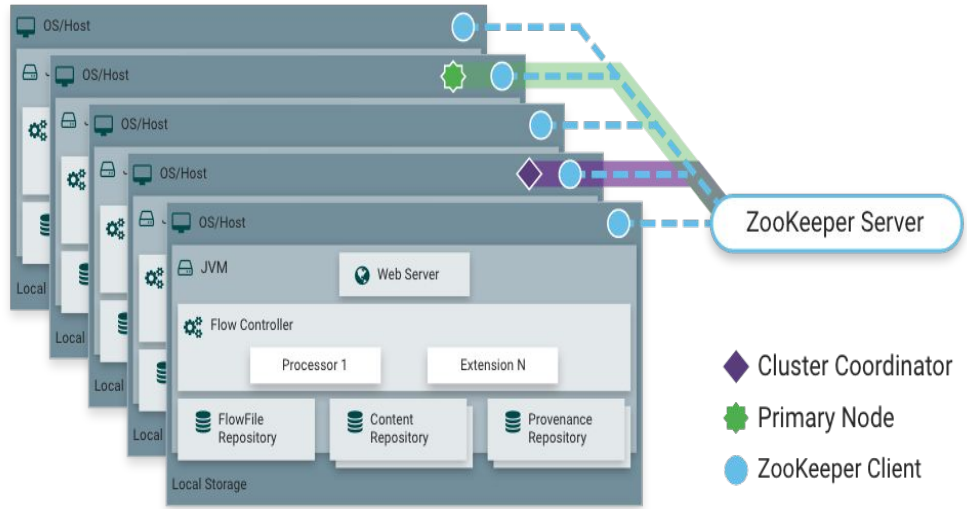 OS/Host
OS/Host
OS/Host
OS/Host
OS/Host
JVM
Web Server
Flow Controller
Processor 1
Extension N
FlowFile
Repository
Content
Repository
Provenance
Repository
Local Storage
Local
Local
Local
Local
ZooKeeper Server
Cluster Coordinator
Primary Node
ZooKeeper Client